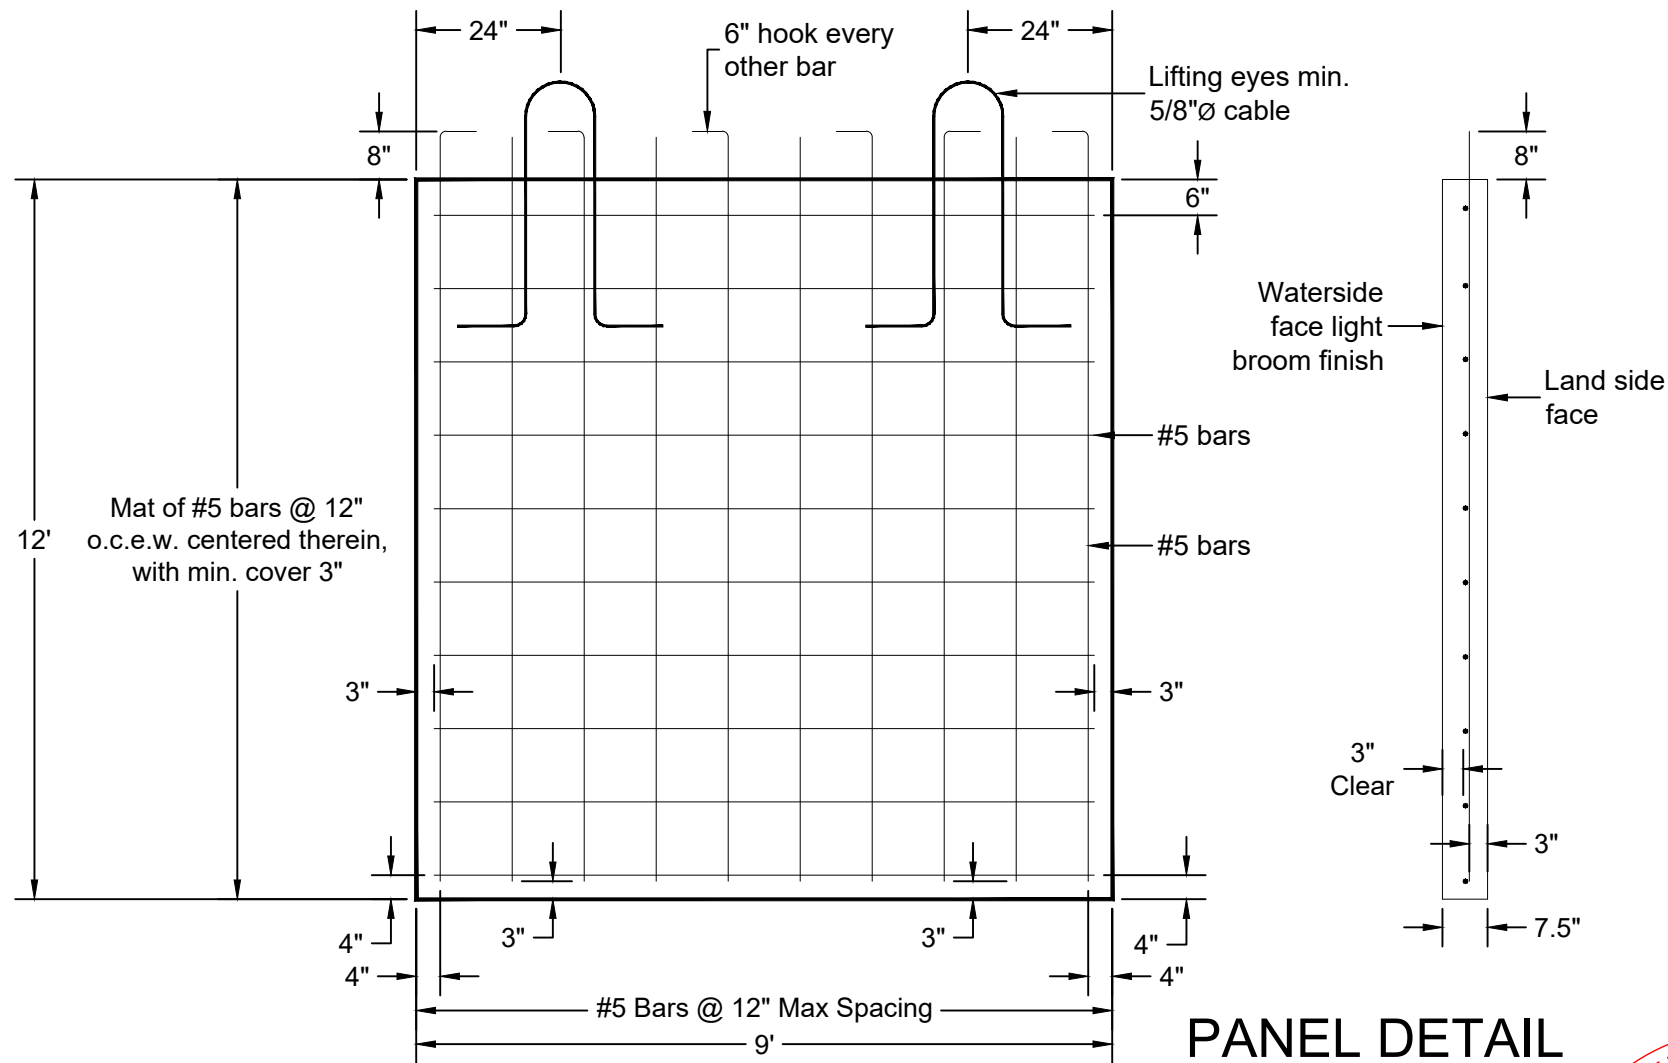 24"
6" hook every
other bar
24"
Lifting eyes min.
5/8"Ø cable
8"
8"
6"
Waterside
face light
broom finish
Land side
face
#5 bars
Mat of #5 bars @ 12"
o.c.e.w. centered therein,
with min. cover 3"
12'
#5 bars
3"
3"
3"
Clear
3"
4"
3"
3"
4"
7.5"
4"
4"
#5 Bars @ 12" Max Spacing
9'
PANEL DETAIL